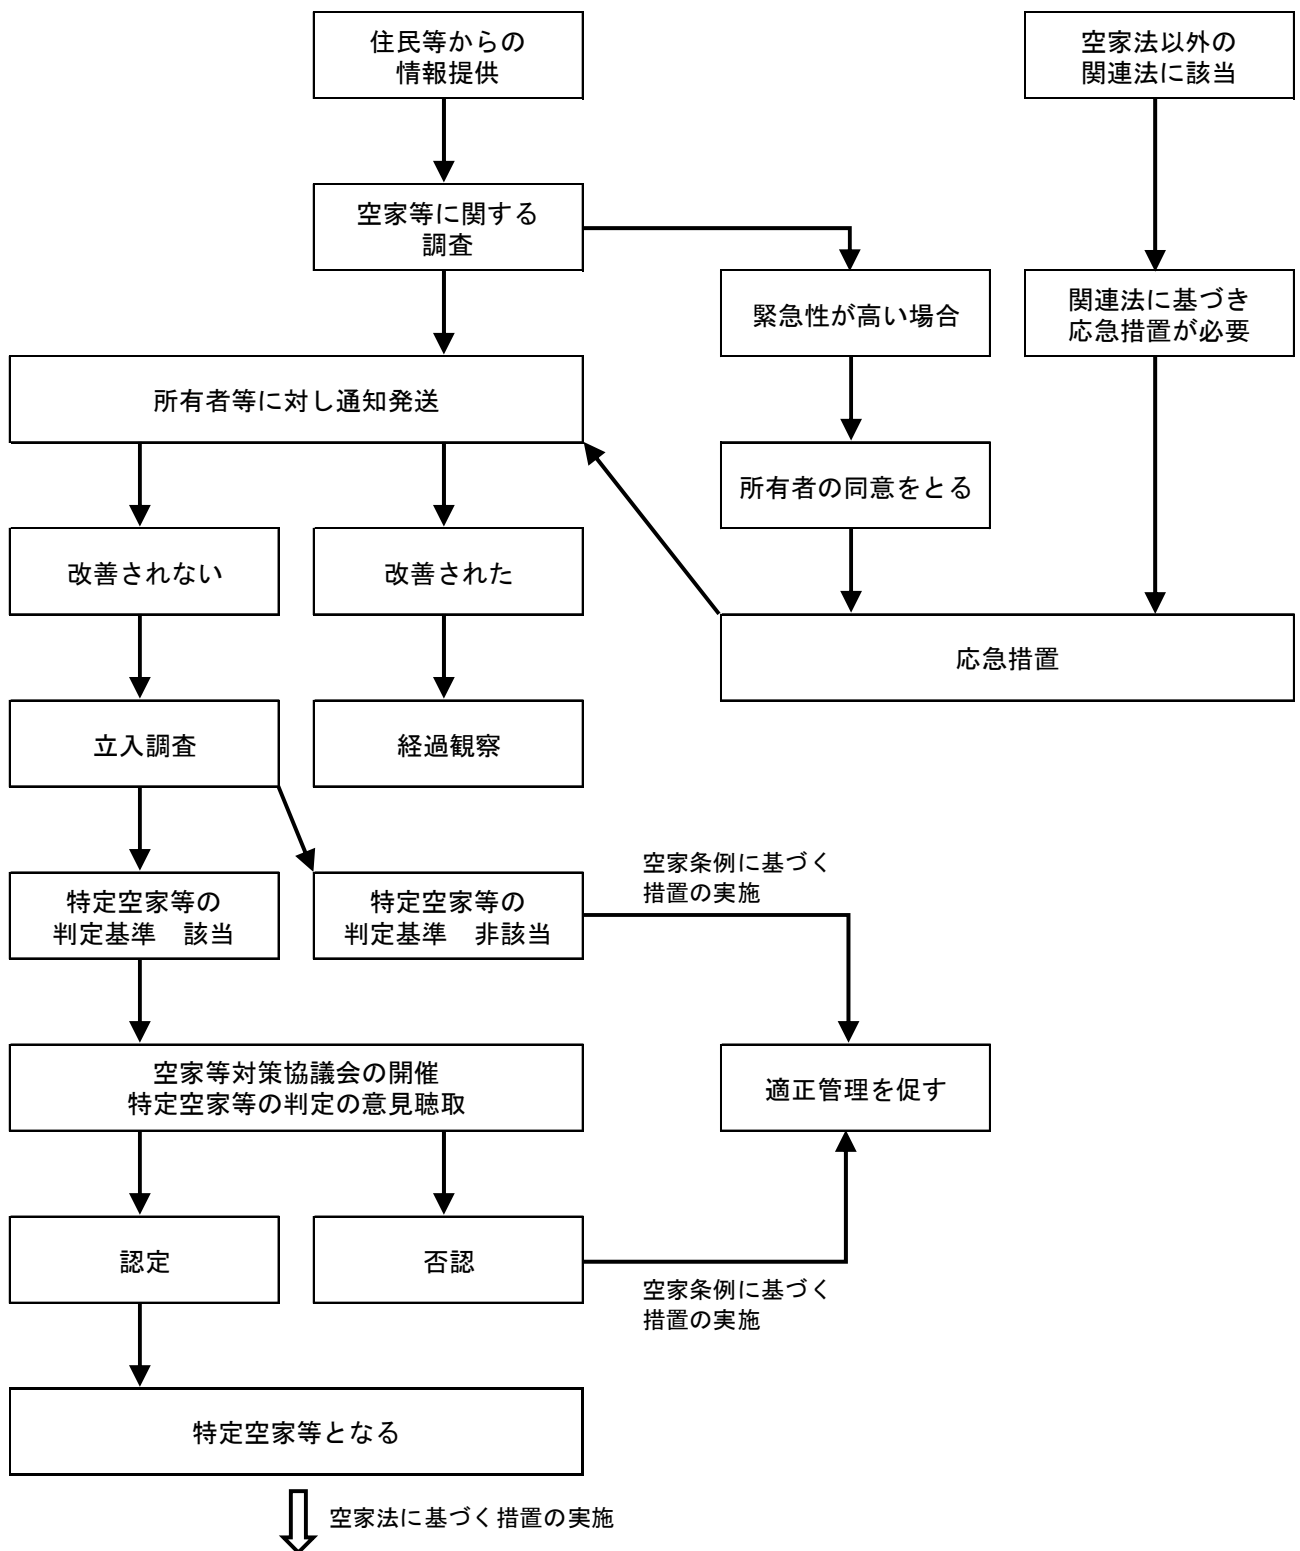 住民等からの
情報提供
空家法以外の
関連法に該当
空家等に関する
調査
緊急性が高い場合
関連法に基づき
応急措置が必要
所有者等に対し通知発送
所有者の同意をとる
改善されない
改善された
応急措置
立入調査
経過観察
空家条例に基づく
措置の実施
特定空家等の
判定基準　該当
特定空家等の
判定基準　非該当
空家等対策協議会の開催
特定空家等の判定の意見聴取
適正管理を促す
認定
否認
空家条例に基づく
措置の実施
特定空家等となる
空家法に基づく措置の実施